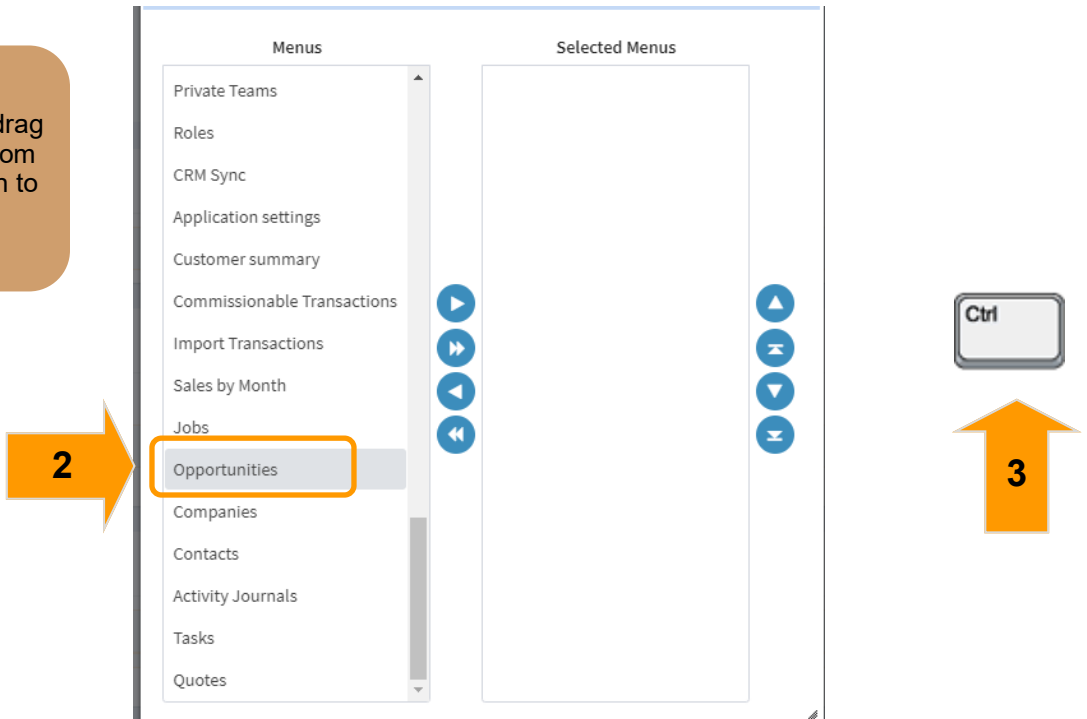 drag
om
n to
Menus
Selected Menus
Private Teams
Roles
CRM Sync
Application settings
Customer summary
Commissionable Transactions
Import Transactions
Sales by Month
Jobs
Opportunities
Companies
Contacts
Activity Journals
Tasks
Quotes
2
Ctrl
3